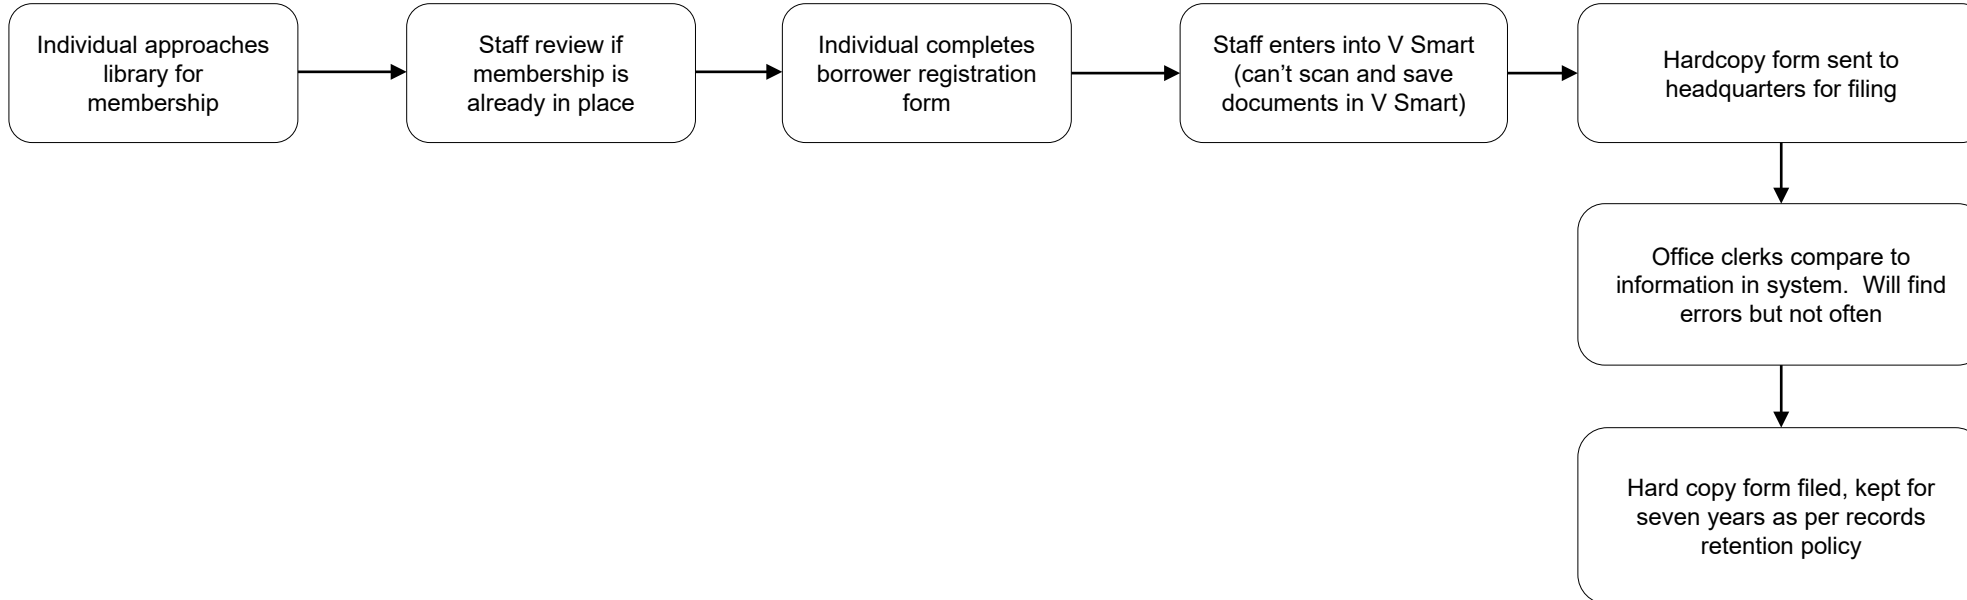 Individual approaches
library for
membership
Staff review if
membership is
already in place
Individual completes
borrower registration
form
Staff enters into V Smart
(can’t scan and save
documents in V Smart)
Hardcopy form sent to
headquarters for filing
Office clerks compare to
information in system.  Will find
errors but not often
Hard copy form filed, kept for
seven years as per records
retention policy